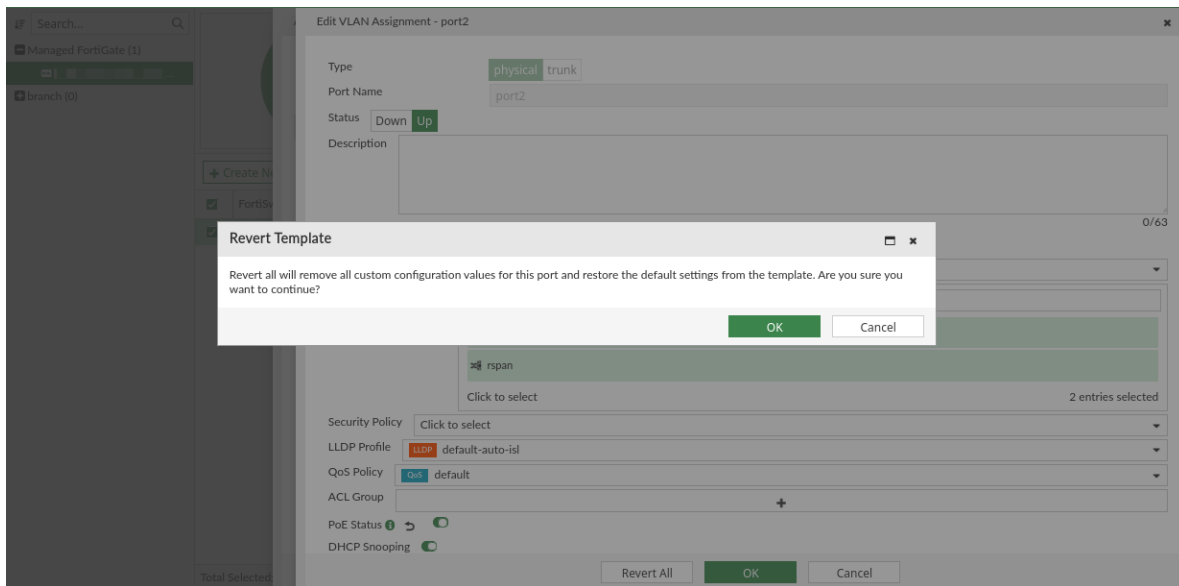 Search...
Managed FortiGate (1)
branch (0)
+ Create Ne
FortiSw
Total Selected
Edit VLAN Assignment - port2
Type physical trunk
Port Name port2
Status Down Up
Description
0/63
Revert Template
Revert all will remove all custom configuration values for this port and restore the default settings from the template. Are you sure you
want to continue?
OK Cancel
rspan
Click to select 2 entries selected
Security Policy Click to select
LLDP Profile LLDP default-auto-isl
QoS Policy QoS default
ACL Group +
PoE Status
DHCP Snooping
Revert All OK Cancel